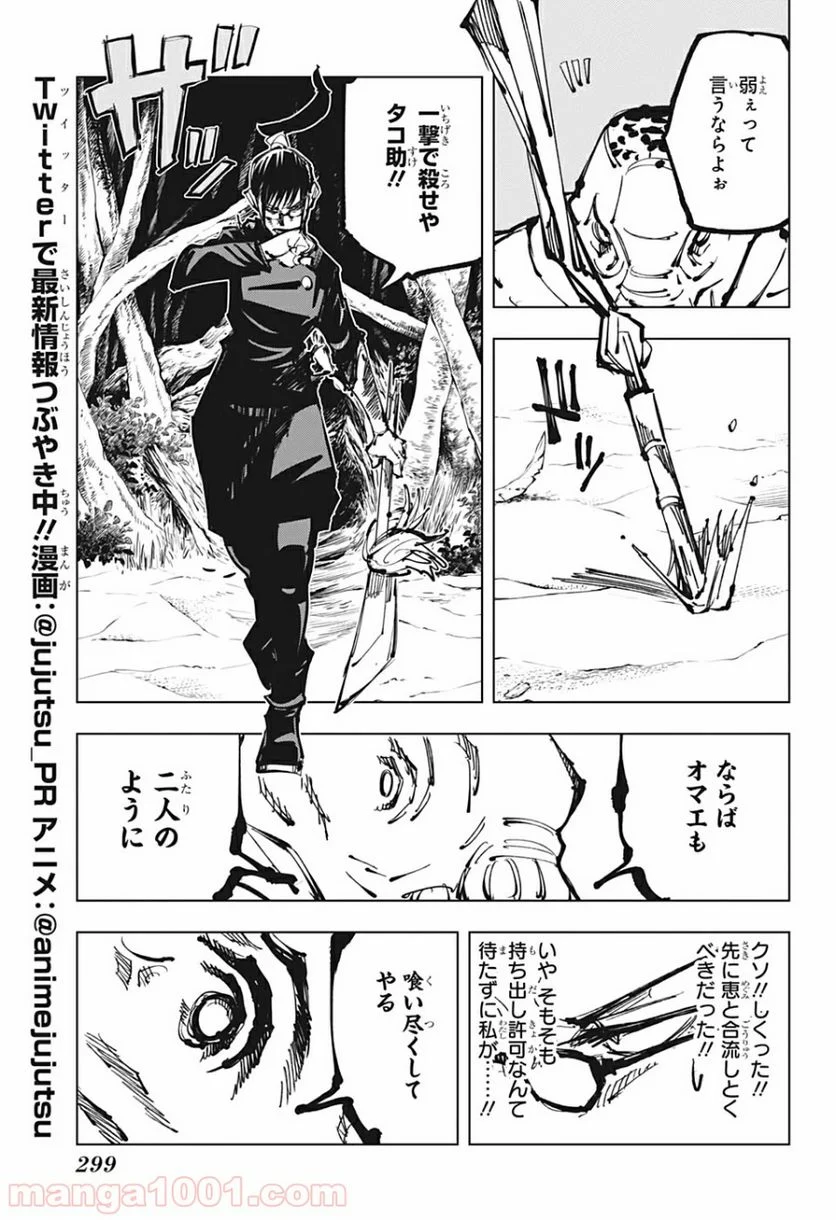 弱ぇって
言うならよぉ
一撃で殺せや
タコ助!!
ザッ
ザッ
ならば
オマエも
二人の
ように
クソ!!しくった!!
先に恵と合流しとく
べきだった!!
いや そもそも
持ち出し許可なんて
待たずに私が……!!
喰い尽くして
やる
Twitterで最新情報つぶやき中!!漫画:@jujutsu_PR アニメ:@animejujutsu
299
manga1001.com